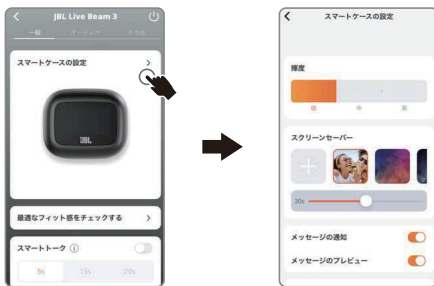 JBL Live Beam 3
一般 オーディオ その他
スマートケースの設定
JBL
最適なフィット感をチェックする
スマートトーク
5s 15s 20s
スマートケースの設定
輝度
低 中 高
スクリーンセーバー
30s
メッセージの通知
メッセージのプレビュー